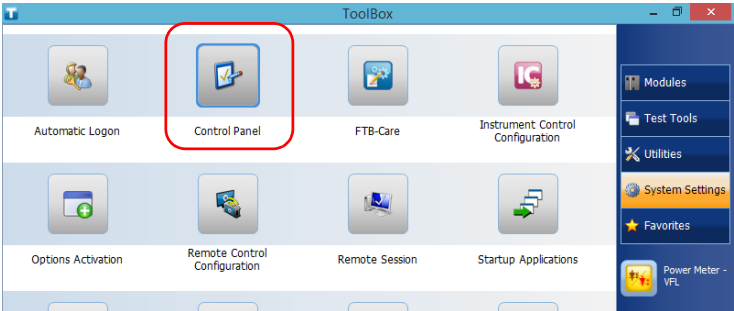 ToolBox
Automatic Logon
Control Panel
FTB-Care
Instrument Control
Configuration
Options Activation
Remote Control
Configuration
Remote Session
Startup Applications
Modules
Test Tools
Utilities
System Settings
Favorites
Power Meter -
VFL